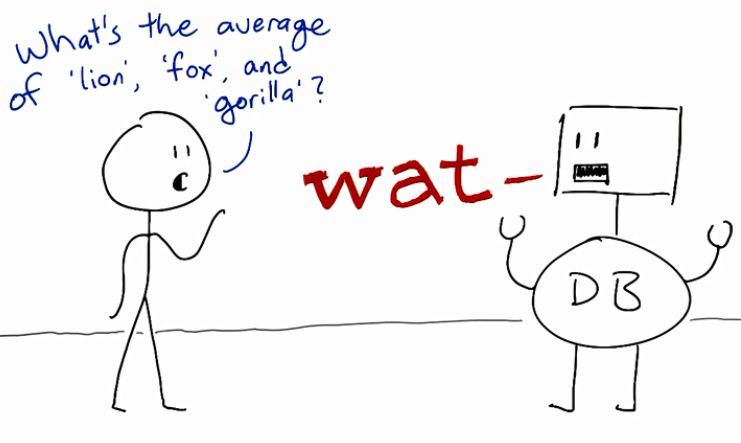 What's the average
of 'lion', 'fox', and
'gorilla'?
wat
DB